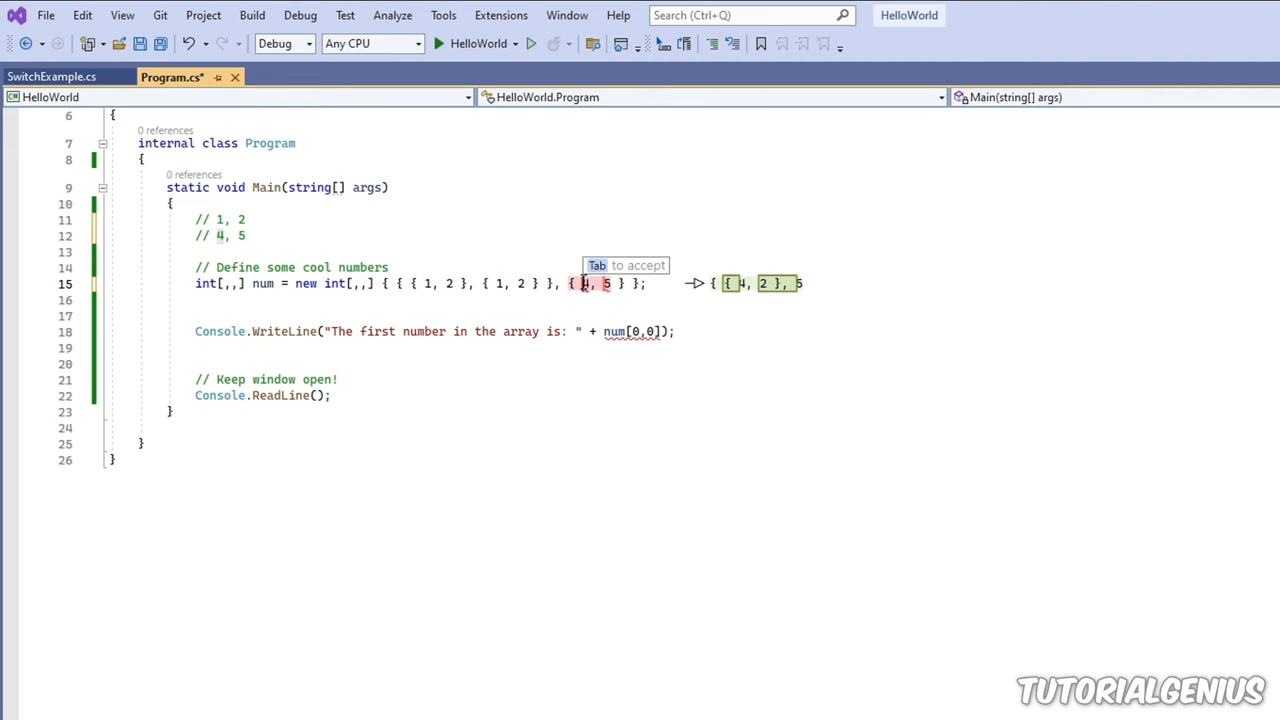 File Edit View Git Project Build Debug Test Analyze Tools Extensions Window Help Search (Ctrl+Q) HelloWorld
Debug Any CPU HelloWorld
SwitchExample.cs Program.cs*
HelloWorld HelloWorld.Program Main(string[] args)
6 {
0 references
7 internal class Program
8 {
0 references
9 static void Main(string[] args)
10 {
11 // 1, 2
12 // 4, 5
13
14 // Define some cool numbers
Tab to accept
15 int[,,] num = new int[,,] { { { 1, 2 }, { 1, 2 } }, { 4, 5 } }; { { 4, 2 }, 5
16
17
18 Console.WriteLine("The first number in the array is: " + num[0,0]);
19
20
21 // Keep window open!
22 Console.ReadLine();
23 }
24
25 }
26 }
TUTORIALGENIUS